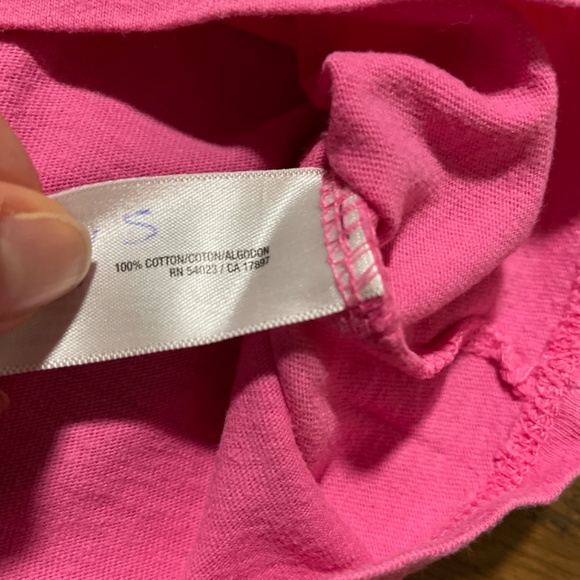 S
100% COTTON/COTON/ALGODON
RN 54023 / CA 17897